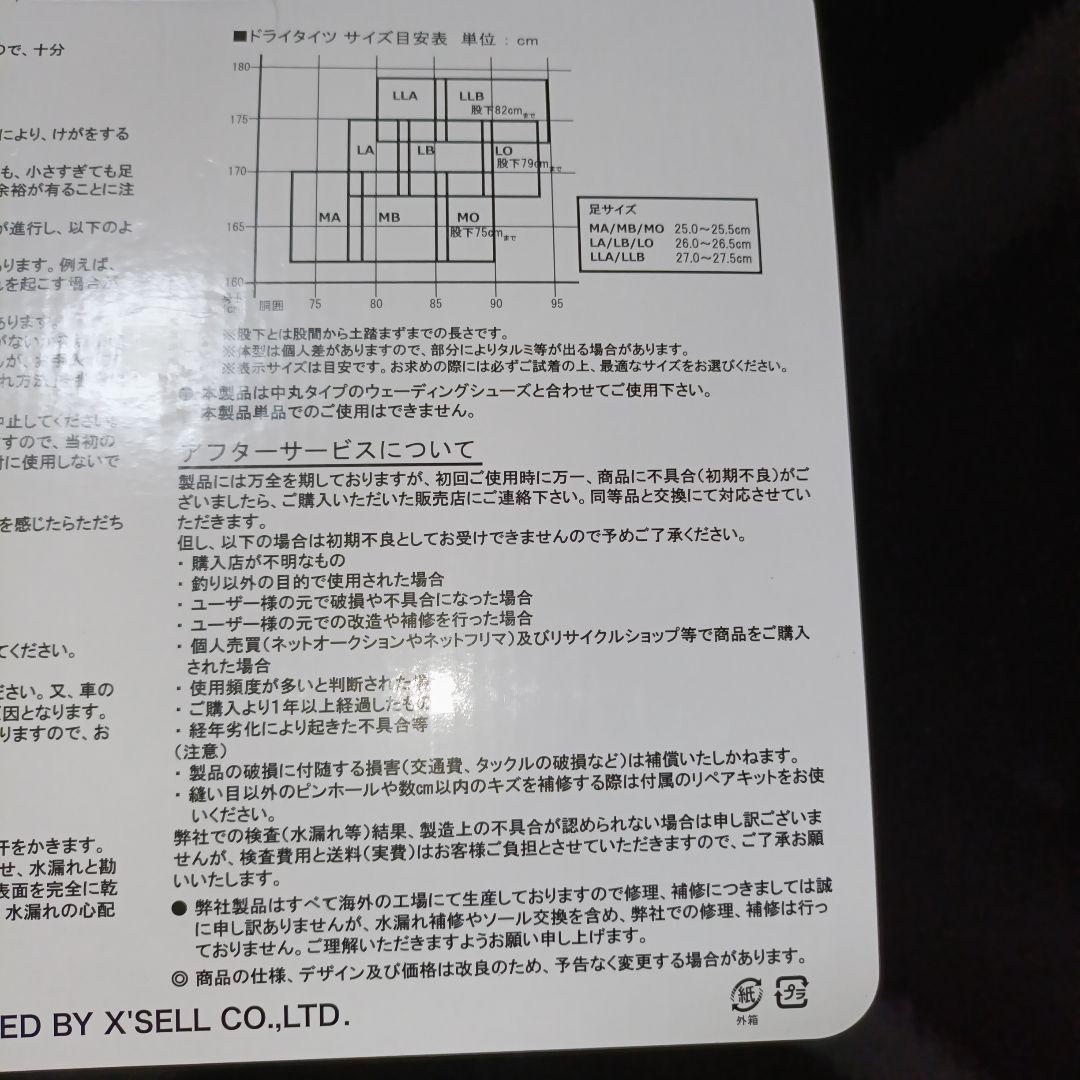 ので、十分
により、けがをする
も、小さすぎても足
余裕が有ることに注
が進行し、以下のよ
あります。例えば、
れを起こす場合が
あります。
中止してください。
すので、当初の
対に使用しないで
を感じたらただち
てください。
ださい。又、車の
原因となります。
りますので、お
汗をかきます。
せ、水漏れと勘
表面を完全に乾
水漏れの心配
■ドライタイツ サイズ目安表 単位:cm
180
LLA LLB
股下82cmまで
175
LA LB LO
股下79cmまで
170
MA MB MO
165
股下75cmまで
160
cm 胴囲 75 80 85 90 95
足サイズ
MA/MB/MO 25.0〜25.5cm
LA/LB/LO 26.0〜26.5cm
LLA/LLB 27.0〜27.5cm
※股下とは股間から土踏まずまでの長さです。
※体型は個人差がありますので、部分によりタルミ等が出る場合があります。
※表示サイズは目安です。お求めの際には必ずご試着の上、最適なサイズをお選びください。
● 本製品は中丸タイプのウェーディングシューズと合わせてご使用下さい。
本製品単品でのご使用はできません。
アフターサービスについて
製品には万全を期しておりますが、初回ご使用時に万一、商品に不具合(初期不良)がご
ざいましたら、ご購入いただいた販売店にご連絡下さい。同等品と交換にて対応させてい
ただきます。
但し、以下の場合は初期不良としてお受けできませんので予めご了承ください。
・購入店が不明なもの
・釣り以外の目的で使用された場合
・ユーザー様の元で破損や不具合になった場合
・ユーザー様の元での改造や補修を行った場合
・個人売買(ネットオークションやネットフリマ)及びリサイクルショップ等で商品をご購入
された場合
・使用頻度が多いと判断された場
・ご購入より1年以上経過したもの
・経年劣化により起きた不具合等
(注意)
・製品の破損に付随する損害(交通費、タックルの破損など)は補償いたしかねます。
・縫い目以外のピンホールや数cm以内のキズを補修する際は付属のリペアキットをお使
いください。
弊社での検査(水漏れ等)結果、製造上の不具合が認められない場合は申し訳ございま
せんが、検査費用と送料(実費)はお客様ご負担とさせていただきますので、ご了承お願
いいたします。
● 弊社製品はすべて海外の工場にて生産しておりますので修理、補修につきましては誠
に申し訳ありませんが、水漏れ補修やソール交換を含め、弊社での修理、補修は行っ
ておりません。ご理解いただきますようお願い申し上げます。
◎ 商品の仕様、デザイン及び価格は改良のため、予告なく変更する場合があります。
紙 プラ
外箱
ED BY X'SELL CO.,LTD.